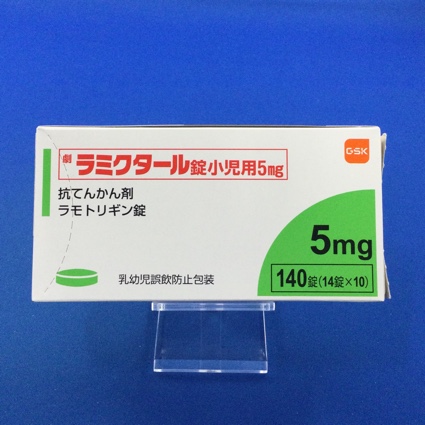 GSK
劇 ラミクタール錠小児用5mg
抗てんかん剤
ラモトリギン錠
5mg
140錠(14錠×10)
乳幼児誤飲防止包装